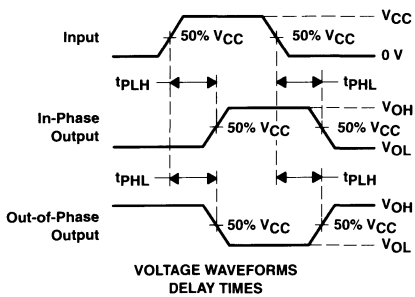 VCC
Input
50% VCC
50% VCC
0 V
tPLH
tPHL
VOH
In-Phase
Output
50% VCC
50% VCC
VOL
tPHL
tPLH
VOH
Out-of-Phase
Output
50% VCC
50% VCC
VOL
VOLTAGE WAVEFORMS
DELAY TIMES